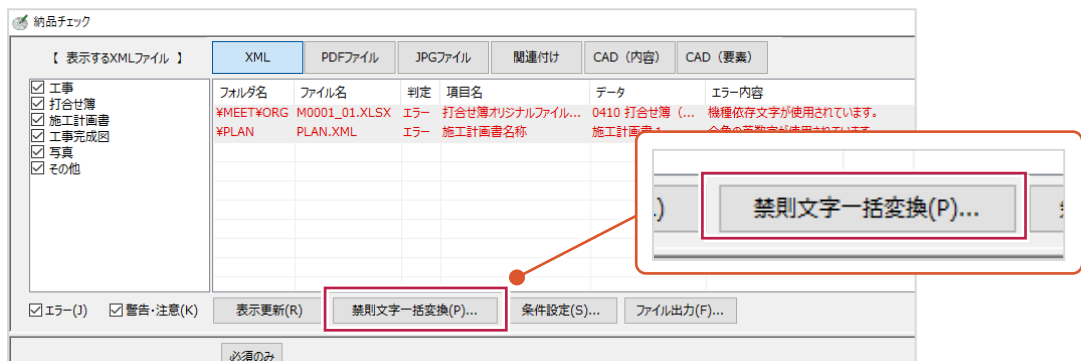 納品チェック
【 表示するXMLファイル 】
XML PDFファイル JPGファイル 関連付け CAD（内容） CAD（要素）
工事
打合せ簿
施工計画書
工事完成図
写真
その他
フォルダ名 ファイル名 判定 項目名 データ エラー内容
¥MEET¥ORG M0001_01.XLSX エラー 打合せ簿オリジナルファイル... 0410 打合せ簿（... 機種依存文字が使用されています。
¥PLAN PLAN.XML エラー 施工計画書名称
.) 禁則文字一括変換(P)...
エラー(J) 警告・注意(K) 表示更新(R) 禁則文字一括変換(P)... 条件設定(S)... ファイル出力(F)...
必須のみ